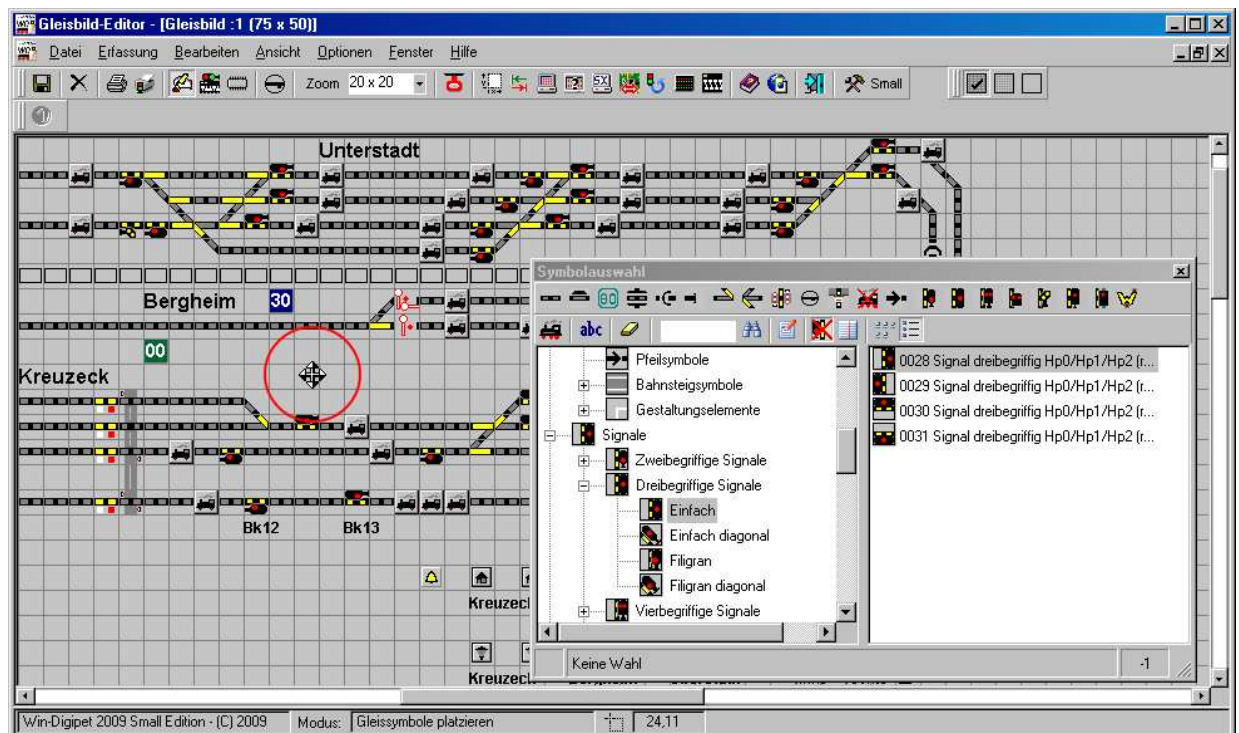 Gleisbild-Editor - [Gleisbild :1 (75 x 50)]
Datei Erfassung Bearbeiten Ansicht Optionen Fenster Hilfe
Zoom 20 x 20 Small
Unterstadt
Symbolauswahl
Bergheim 30
abc
00
Kreuzeck
Pfeilsymbole
Bahnsteigsymbole
Gestaltungselemente
Signale
Zweibegriffige Signale
Dreibegriffige Signale
Einfach
Einfach diagonal
Filigran
Filigran diagonal
Vierbegriffige Signale
0028 Signal dreibegriffig Hp0/Hp1/Hp2 (r...
0029 Signal dreibegriffig Hp0/Hp1/Hp2 (r...
0030 Signal dreibegriffig Hp0/Hp1/Hp2 (r...
0031 Signal dreibegriffig Hp0/Hp1/Hp2 (r...
Bk12 Bk13
Kreuzeck
Keine Wahl -1
Kreuzeck
Win-Digipet 2009 Small Edition - (C) 2009 Modus: Gleissymbole platzieren 24,11